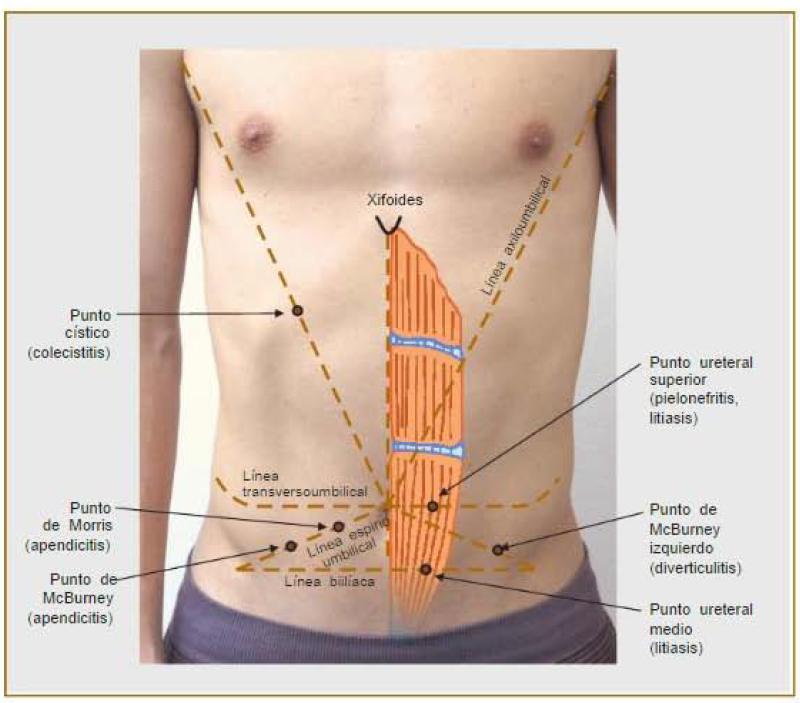 Xifoides
Línea axiloumbilical
Punto
cístico
(colecistitis)
Punto ureteral
superior
(pielonefritis,
litiasis)
Línea
transversoumbilical
Punto
de Morris
(apendicitis)
Línea espino
umbilical
Punto de
McBurney
izquierdo
(diverticulitis)
Punto de
McBurney
(apendicitis)
Línea biilíaca
Punto ureteral
medio
(litiasis)